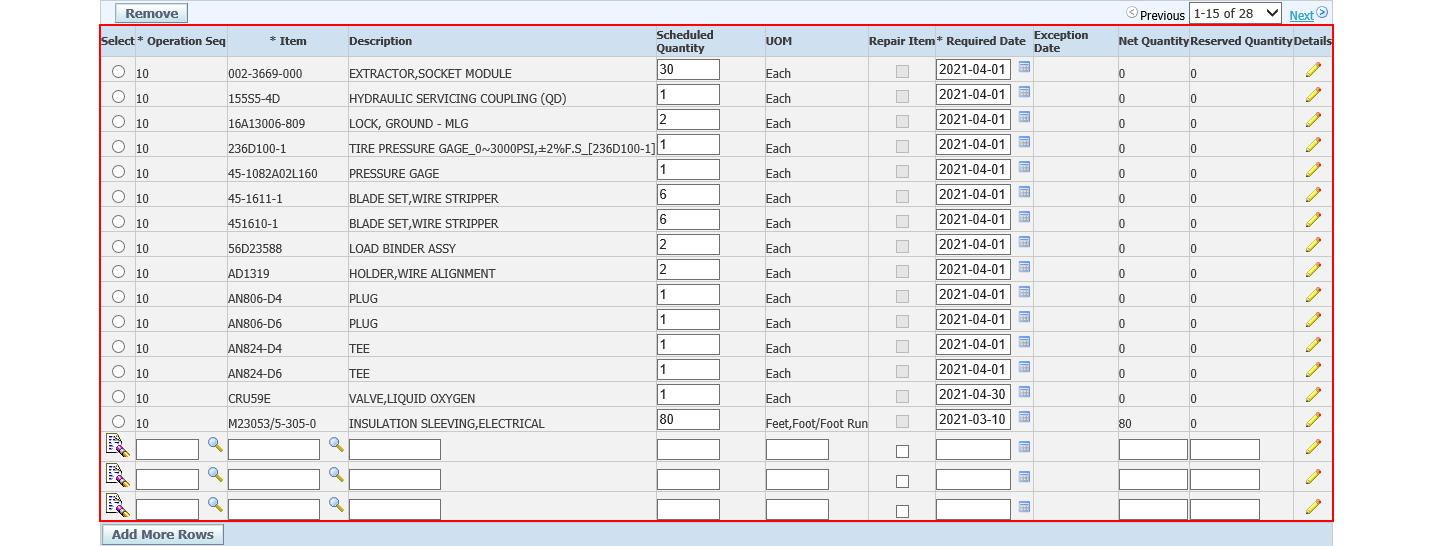 Remove Previous 1-15 of 28 Next
Select * Operation Seq * Item Description Scheduled Quantity UOM Repair Item * Required Date Exception Date Net Quantity Reserved Quantity Details
10 002-3669-000 EXTRACTOR,SOCKET MODULE 30 Each 2021-04-01 0 0
10 155S5-4D HYDRAULIC SERVICING COUPLING (QD) 1 Each 2021-04-01 0 0
10 16A13006-809 LOCK, GROUND - MLG 2 Each 2021-04-01 0 0
10 236D100-1 TIRE PRESSURE GAGE_0~3000PSI,±2%F.S_[236D100-1] 1 Each 2021-04-01 0 0
10 45-1082A02L160 PRESSURE GAGE 1 Each 2021-04-01 0 0
10 45-1611-1 BLADE SET,WIRE STRIPPER 6 Each 2021-04-01 0 0
10 451610-1 BLADE SET,WIRE STRIPPER 6 Each 2021-04-01 0 0
10 56D23588 LOAD BINDER ASSY 2 Each 2021-04-01 0 0
10 AD1319 HOLDER,WIRE ALIGNMENT 2 Each 2021-04-01 0 0
10 AN806-D4 PLUG 1 Each 2021-04-01 0 0
10 AN806-D6 PLUG 1 Each 2021-04-01 0 0
10 AN824-D4 TEE 1 Each 2021-04-01 0 0
10 AN824-D6 TEE 1 Each 2021-04-01 0 0
10 CRU59E VALVE,LIQUID OXYGEN 1 Each 2021-04-30 0 0
10 M23053/5-305-0 INSULATION SLEEVING,ELECTRICAL 80 Feet,Foot/Foot Run 2021-03-10 80 0
Add More Rows